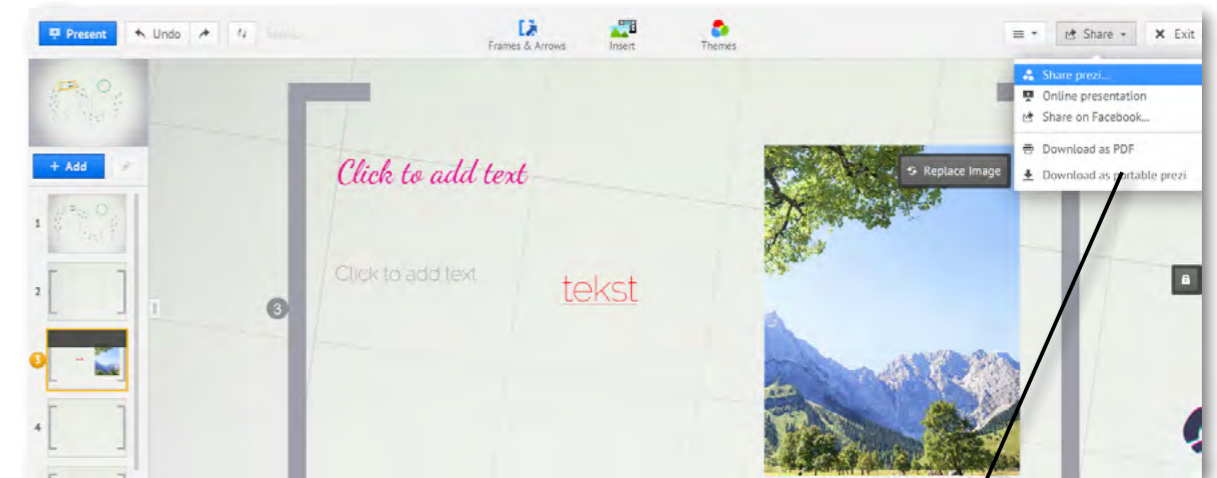 Present
Undo
Frames & Arrows
Insert
Themes
Share
Exit
Share prezi...
Online presentation
Share on Facebook...
Download as PDF
Download as portable prezi
+ Add
Click to add text
Replace Image
1
Click to add text
tekst
2
3
3
4